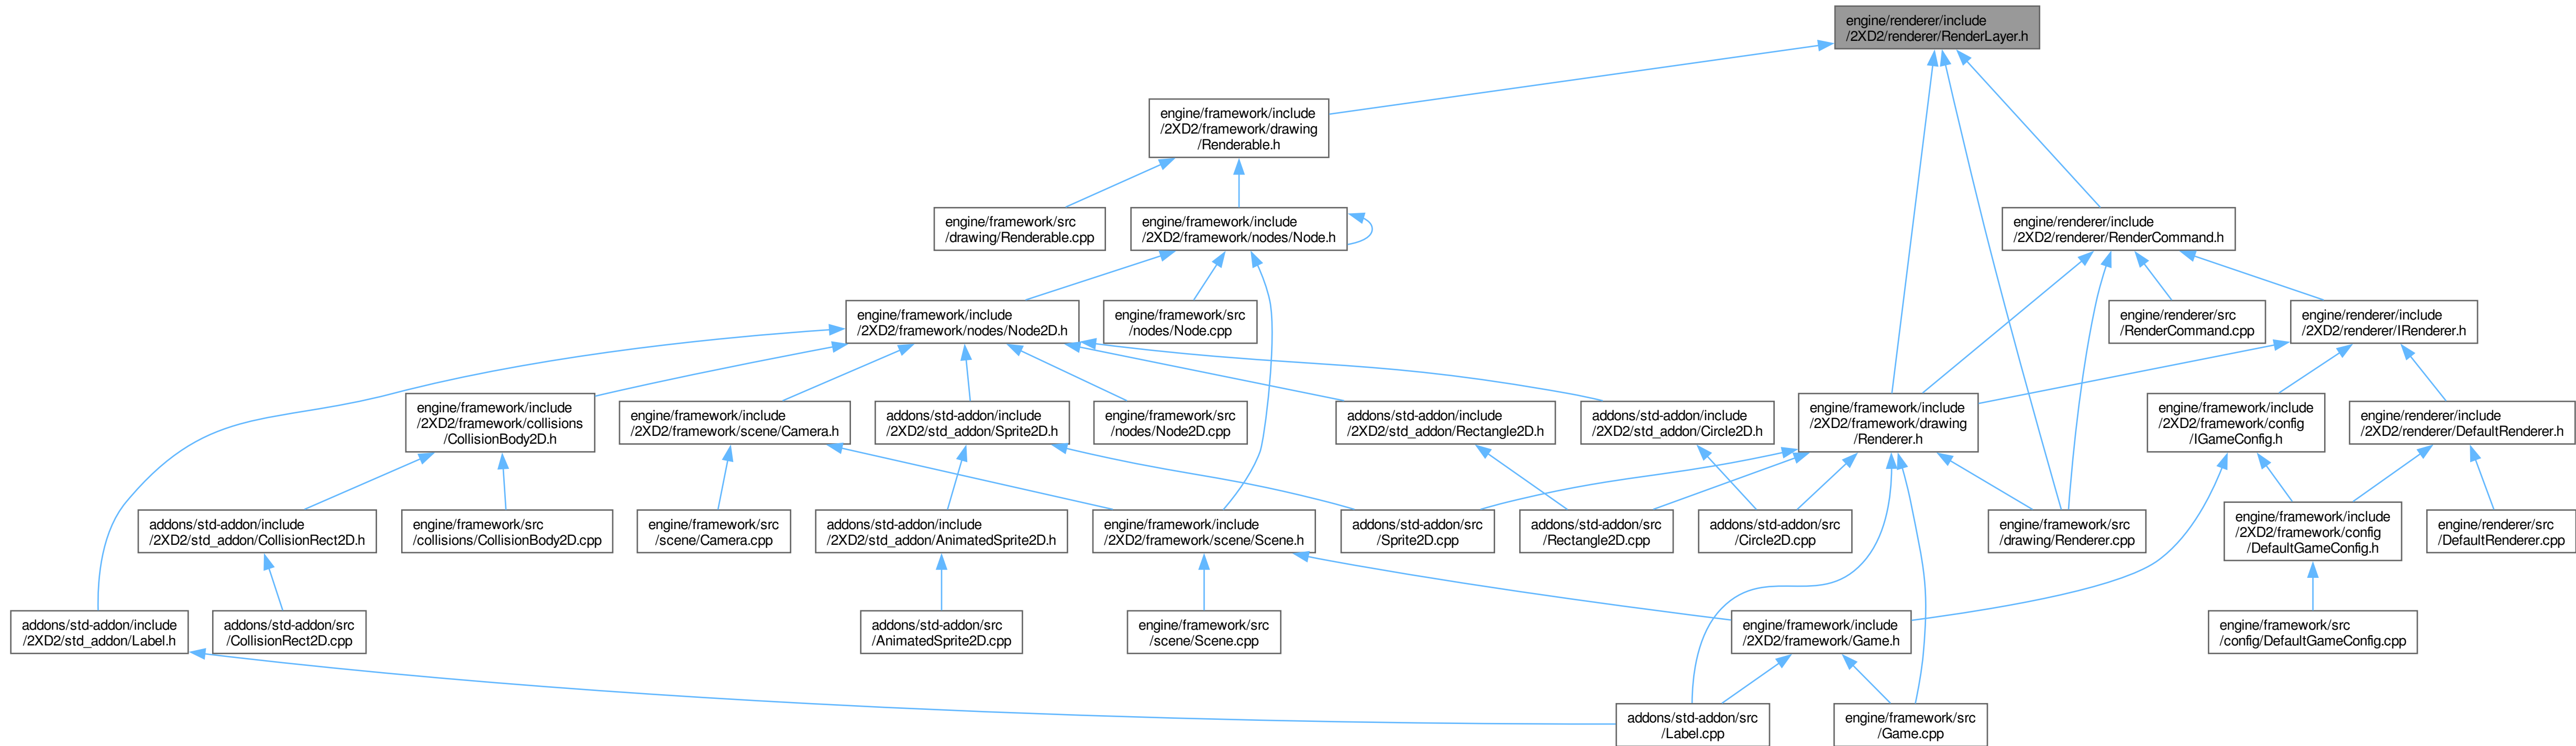 engine/renderer/include
/2XD2/renderer/RenderLayer.h
engine/framework/include
/2XD2/framework/drawing
/Renderable.h
engine/framework/src
/drawing/Renderable.cpp
engine/framework/include
/2XD2/framework/nodes/Node.h
engine/renderer/include
/2XD2/renderer/RenderCommand.h
engine/framework/include
/2XD2/framework/nodes/Node2D.h
engine/framework/src
/nodes/Node.cpp
engine/renderer/src
/RenderCommand.cpp
engine/renderer/include
/2XD2/renderer/IRenderer.h
engine/framework/include
/2XD2/framework/collisions
/CollisionBody2D.h
engine/framework/include
/2XD2/framework/scene/Camera.h
addons/std-addon/include
/2XD2/std_addon/Sprite2D.h
engine/framework/src
/nodes/Node2D.cpp
addons/std-addon/include
/2XD2/std_addon/Rectangle2D.h
addons/std-addon/include
/2XD2/std_addon/Circle2D.h
engine/framework/include
/2XD2/framework/drawing
/Renderer.h
engine/framework/include
/2XD2/framework/config
/IGameConfig.h
engine/renderer/include
/2XD2/renderer/DefaultRenderer.h
addons/std-addon/include
/2XD2/std_addon/CollisionRect2D.h
engine/framework/src
/collisions/CollisionBody2D.cpp
engine/framework/src
/scene/Camera.cpp
addons/std-addon/include
/2XD2/std_addon/AnimatedSprite2D.h
engine/framework/include
/2XD2/framework/scene/Scene.h
addons/std-addon/src
/Sprite2D.cpp
addons/std-addon/src
/Rectangle2D.cpp
addons/std-addon/src
/Circle2D.cpp
engine/framework/src
/drawing/Renderer.cpp
engine/framework/include
/2XD2/framework/config
/DefaultGameConfig.h
engine/renderer/src
/DefaultRenderer.cpp
addons/std-addon/include
/2XD2/std_addon/Label.h
addons/std-addon/src
/CollisionRect2D.cpp
addons/std-addon/src
/AnimatedSprite2D.cpp
engine/framework/src
/scene/Scene.cpp
engine/framework/include
/2XD2/framework/Game.h
engine/framework/src
/config/DefaultGameConfig.cpp
addons/std-addon/src
/Label.cpp
engine/framework/src
/Game.cpp